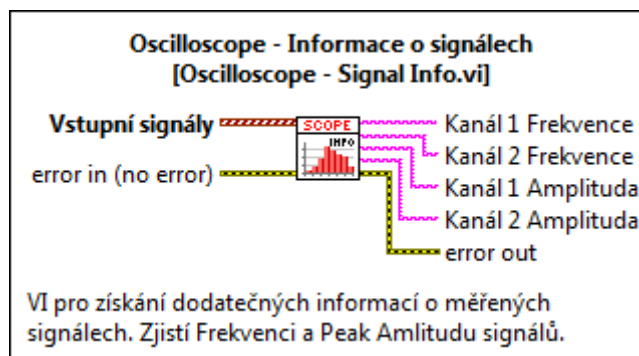 Oscilloscope - Informace o signálech
[Oscilloscope - Signal Info.vi]
Vstupní signály
error in (no error)
SCOPE
INFO
Kanál 1 Frekvence
Kanál 2 Frekvence
Kanál 1 Amplituda
Kanál 2 Amplituda
error out
VI pro získání dodatečných informací o měřených
signálech. Zjistí Frekvenci a Peak Amlitudu signálů.